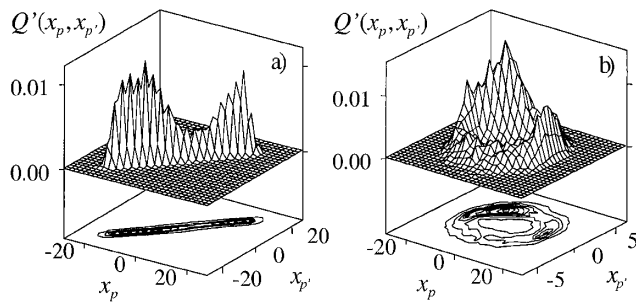 Q'(x_p, x_p') Q'(x_p, x_p')
a) b)
0.01 0.01
0.00 0.00
-20 0 20 -20 0 20 -20 0 20 -5 0 5
x_p x_p' x_p x_p'